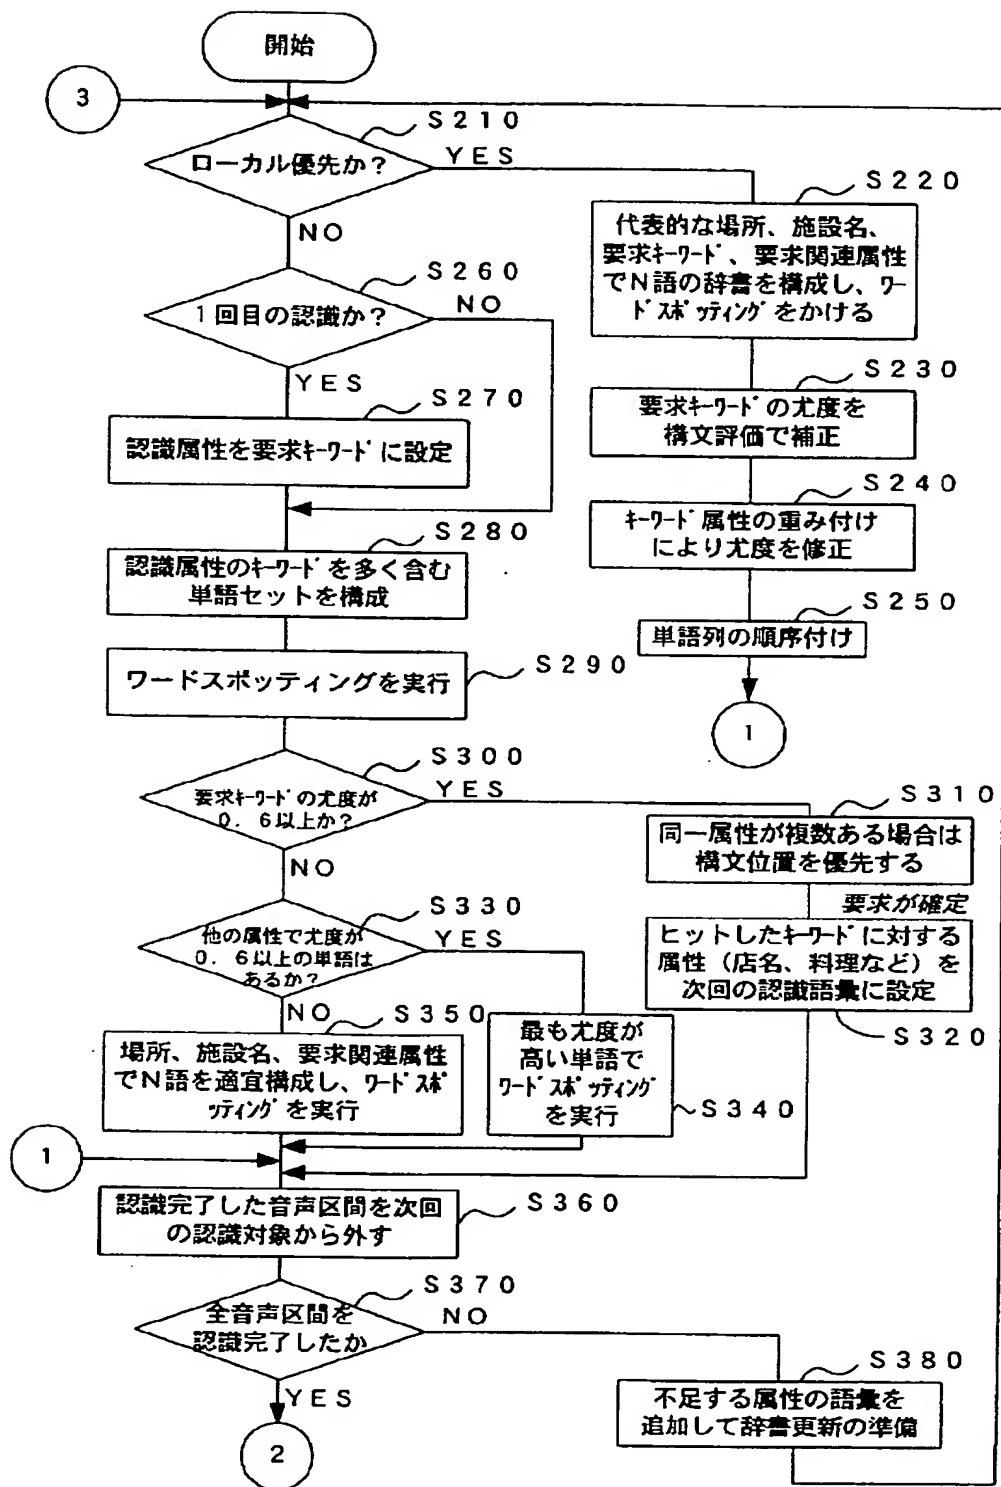 開始
3
S210
ローカル優先か?
YES
NO
S220
代表的な場所、施設名、
要求キーワード、要求関連属性
でN語の辞書を構成し、ワー
ドスポッティングをかける
S260
1回目の認識か?
NO
YES
S230
要求キーワードの尤度を
構文評価で補正
S270
認識属性を要求キーワードに設定
S240
キーワード属性の重み付け
により尤度を修正
S280
認識属性のキーワードを多く含む
単語セットを構成
S250
単語列の順序付け
S290
ワードスポッティングを実行
1
S300
要求キーワードの尤度が
0.6以上か?
YES
NO
S310
同一属性が複数ある場合は
構文位置を優先する
要求が確定
S330
他の属性で尤度が
0.6以上の単語は
あるか?
YES
NO
ヒットしたキーワードに対する
属性(店名、料理など)を
次回の認識語彙に設定
S320
S350
場所、施設名、要求関連属性
でN語を適宜構成し、ワードスポ
ッティングを実行
最も尤度が
高い単語で
ワードスポッティング
を実行
S340
1
S360
認識完了した音声区間を次回
の認識対象から外す
S370
全音声区間を
認識完了したか
NO
YES
S380
不足する属性の語彙を
追加して辞書更新の準備
2